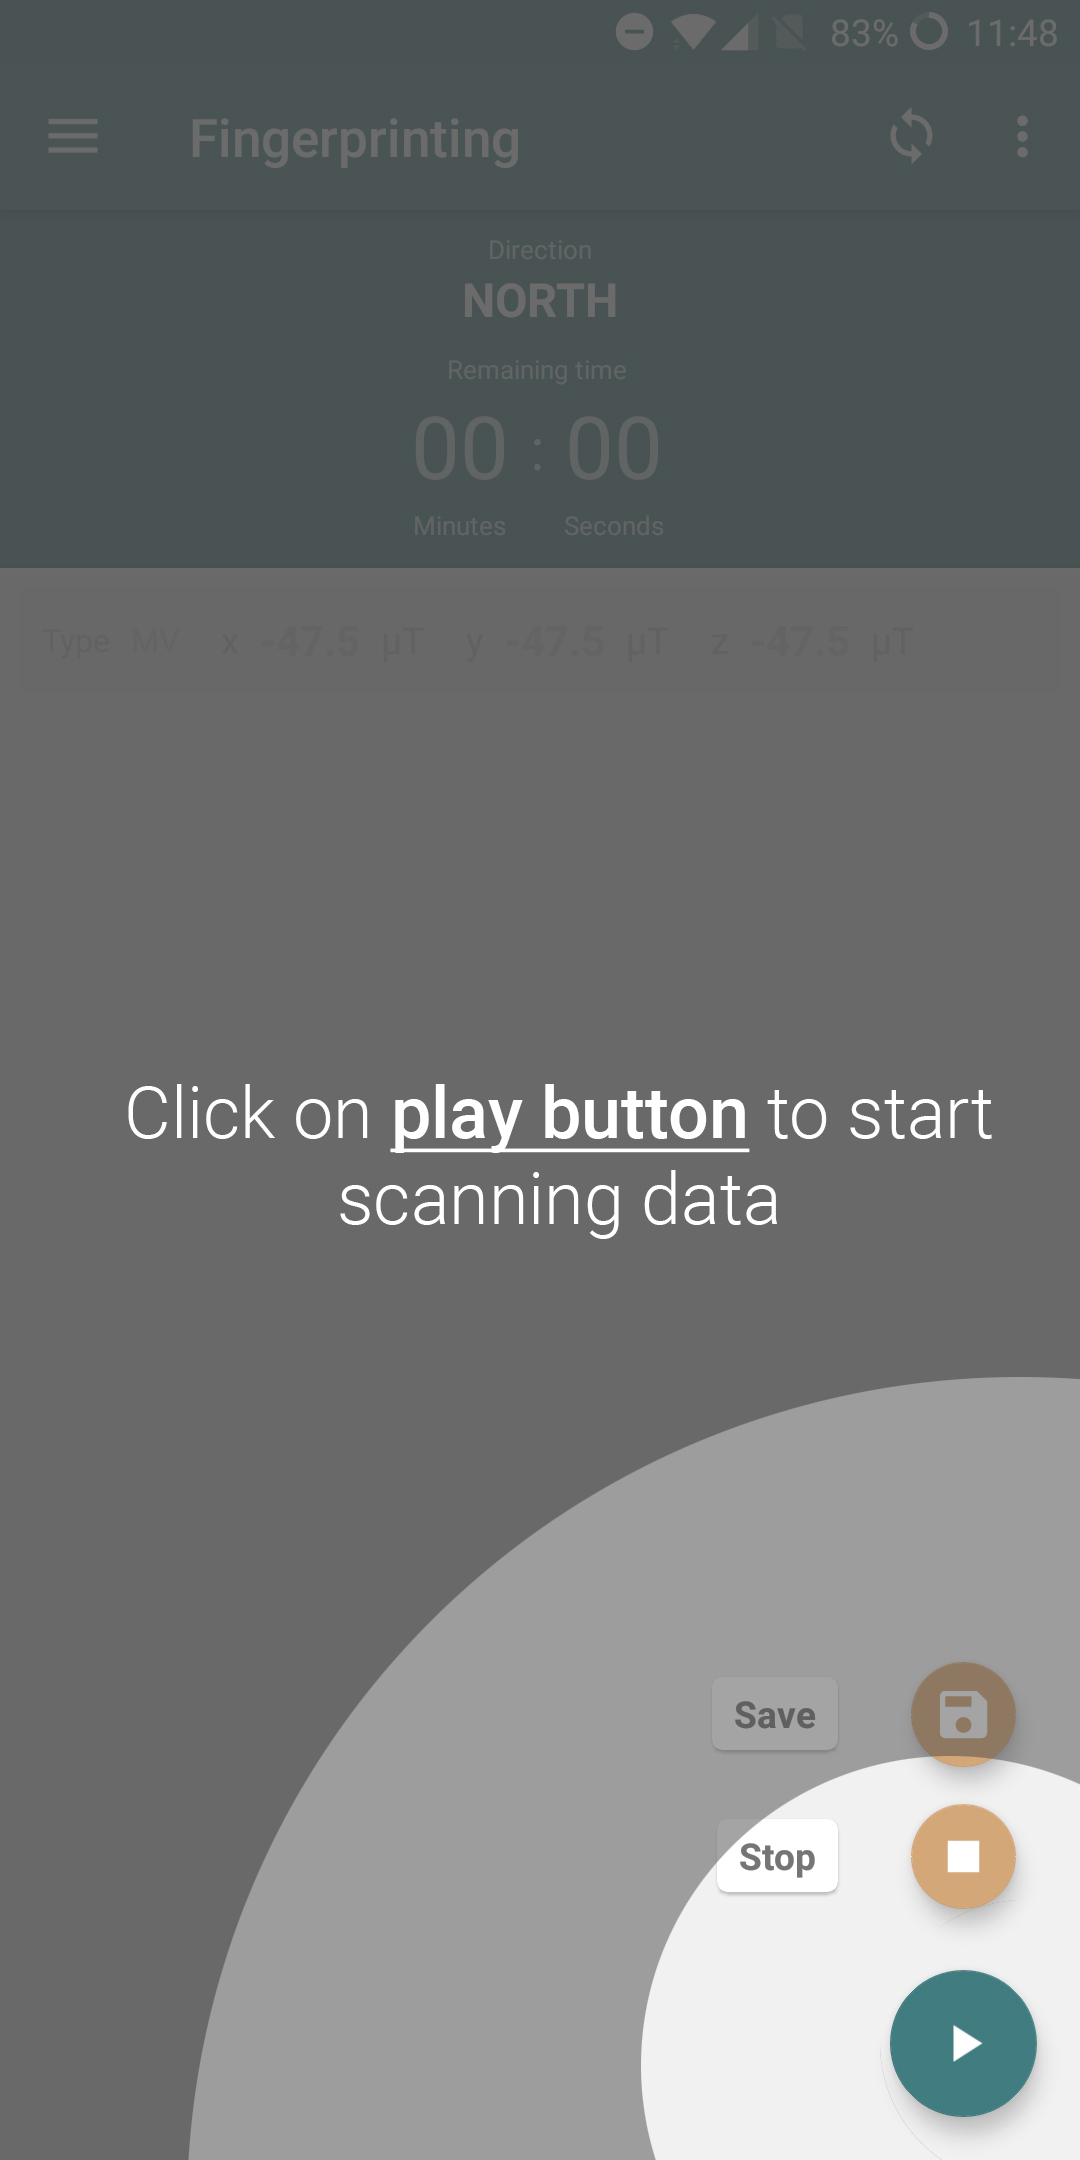 83% 11:48
Fingerprinting
Direction
NORTH
Remaining time
00 : 00
Minutes Seconds
Type MV x -47.5 µT y -47.5 µT z -47.5 µT
Click on play button to start
scanning data
Save
Stop